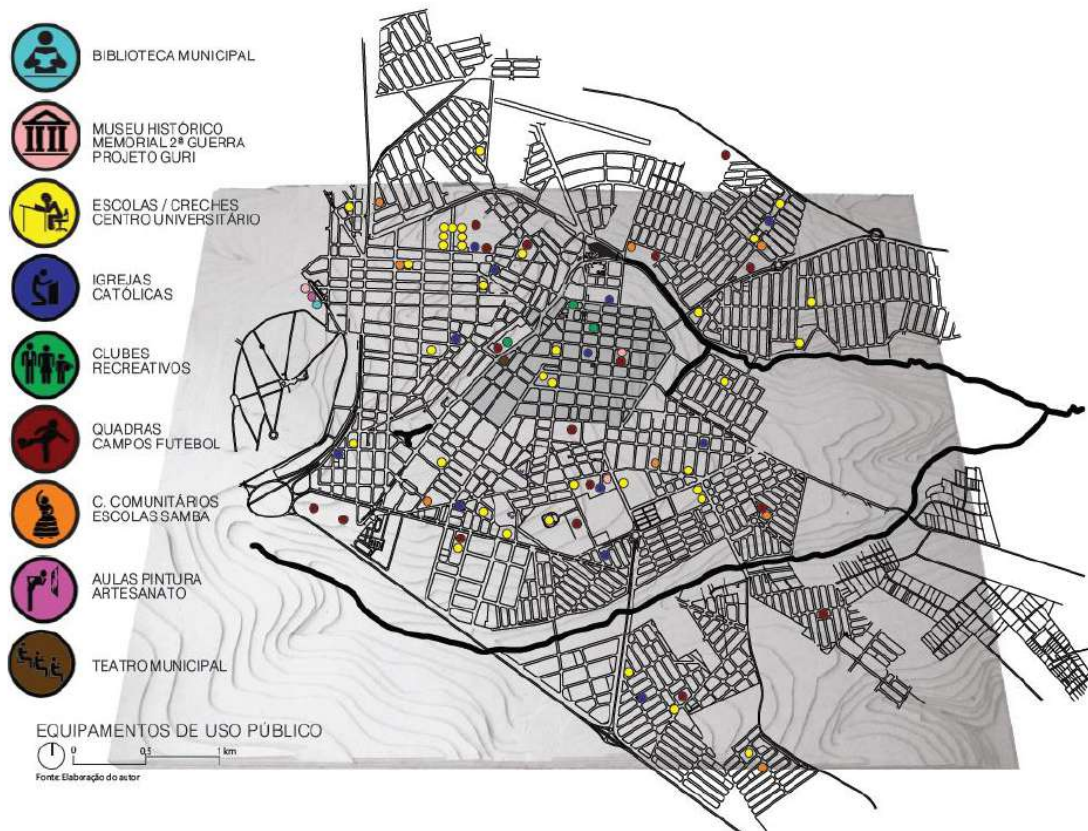 BIBLIOTECA MUNICIPAL
MUSEU HISTÓRICO
MEMORIAL 2ª GUERRA
PROJETO GURI
ESCOLAS / CRECHES
CENTRO UNIVERSITÁRIO
IGREJAS
CATÓLICAS
CLUBES
RECREATIVOS
QUADRAS
CAMPOS FUTEBOL
C. COMUNITÁRIOS
ESCOLAS SAMBA
AULAS PINTURA
ARTESANATO
TEATRO MUNICIPAL
EQUIPAMENTOS DE USO PÚBLICO
0 0,5 1 km
Fonte: Elaboração do autor